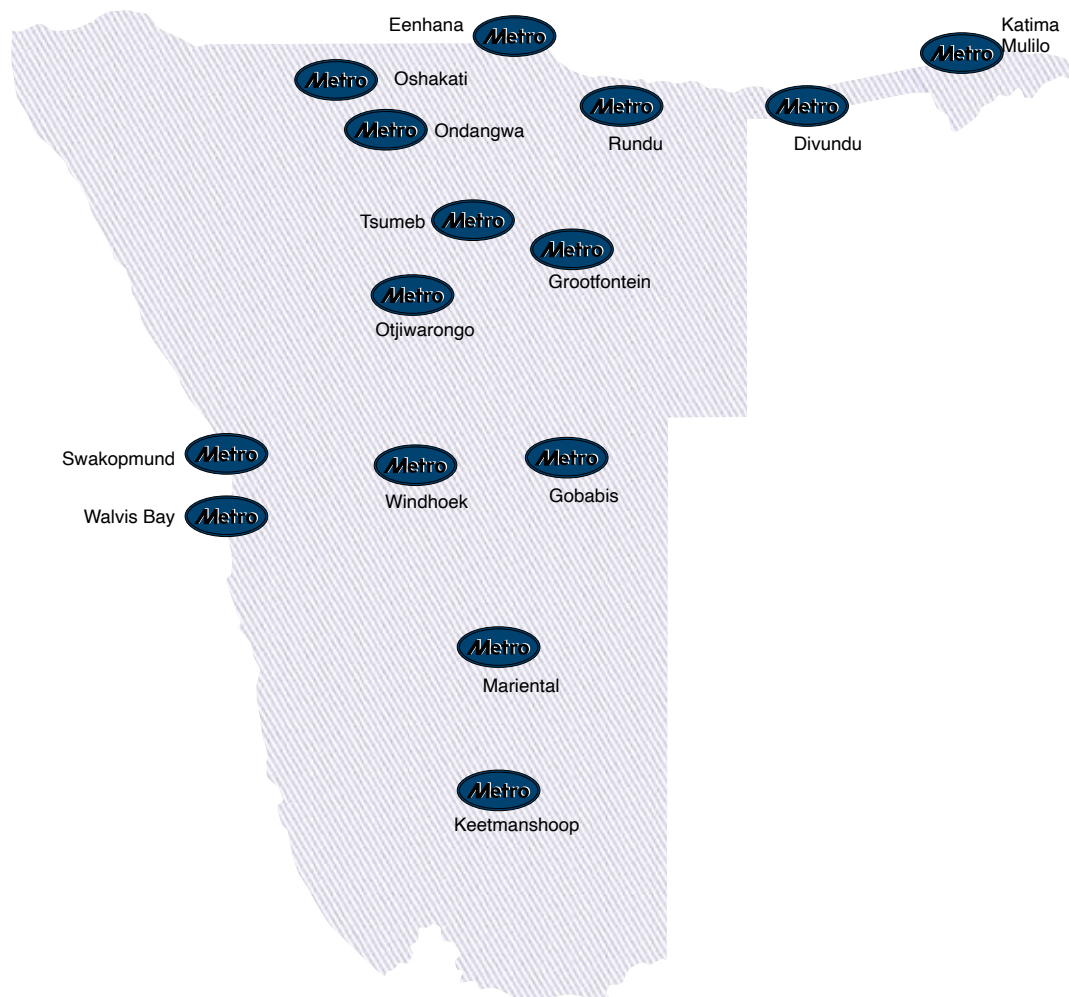 Eenhana
Metro
Katima
Mulilo
Metro
Metro
Oshakati
Metro
Rundu
Metro
Divundu
Metro
Ondangwa
Tsumeb
Metro
Metro
Grootfontein
Metro
Otjiwarongo
Swakopmund
Metro
Metro
Windhoek
Metro
Gobabis
Walvis Bay
Metro
Metro
Mariental
Metro
Keetmanshoop